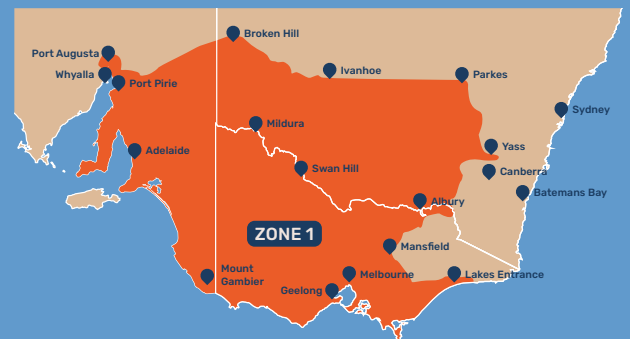 Broken Hill
Port Augusta
Whyalla
Port Pirie
Ivanhoe
Parkes
Sydney
Mildura
Adelaide
Yass
Swan Hill
Canberra
Batemans Bay
Albury
ZONE 1
Mansfield
Mount
Gambier
Melbourne
Lakes Entrance
Geelong